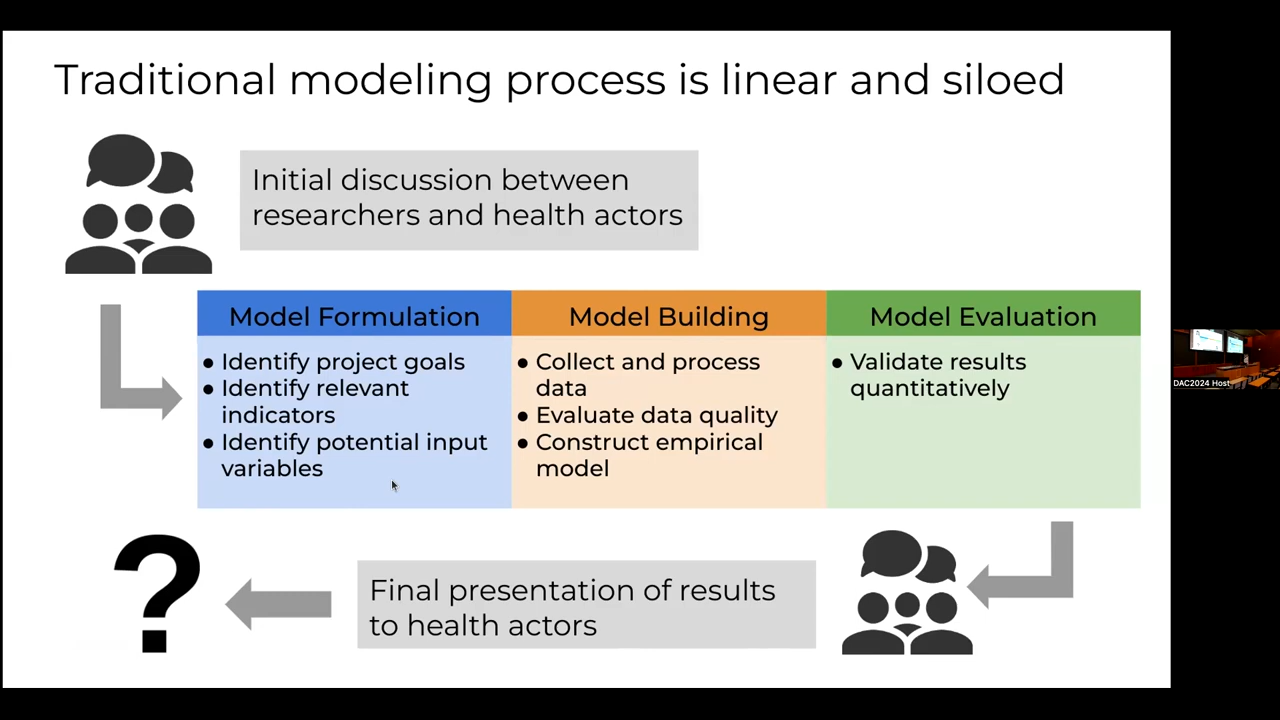 Traditional modeling process is linear and siloed
Initial discussion between
researchers and health actors
Model Formulation
● Identify project goals
● Identify relevant
indicators
● Identify potential input
variables
Model Building
● Collect and process
data
● Evaluate data quality
● Construct empirical
model
Model Evaluation
● Validate results
quantitatively
?
Final presentation of results
to health actors
DAC2024 Host